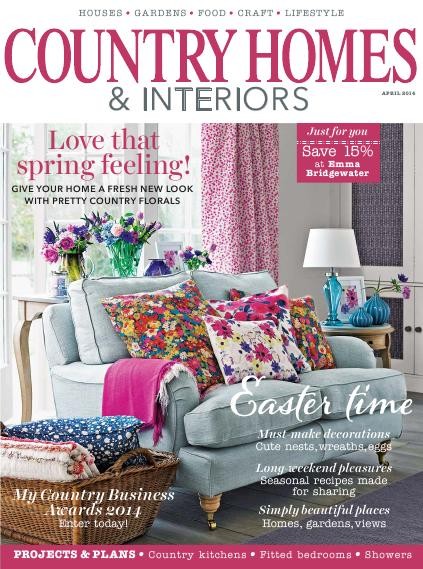 HOUSES • GARDENS • FOOD • CRAFT • LIFESTYLE
COUNTRY HOMES
& INTERIORS
APRIL 2014
Love that
spring feeling!
GIVE YOUR HOME A FRESH NEW LOOK
WITH PRETTY COUNTRY FLORALS
Just for you
Save 15%
at Emma
Bridgewater
Easter time
Must-make decorations
Cute nests, wreaths, eggs
Long-weekend pleasures
Seasonal recipes made
for sharing
Simply beautiful places
Homes, gardens, views
My Country Business
Awards 2014
Enter today!
PROJECTS & PLANS • Country kitchens • Fitted bedrooms • Showers